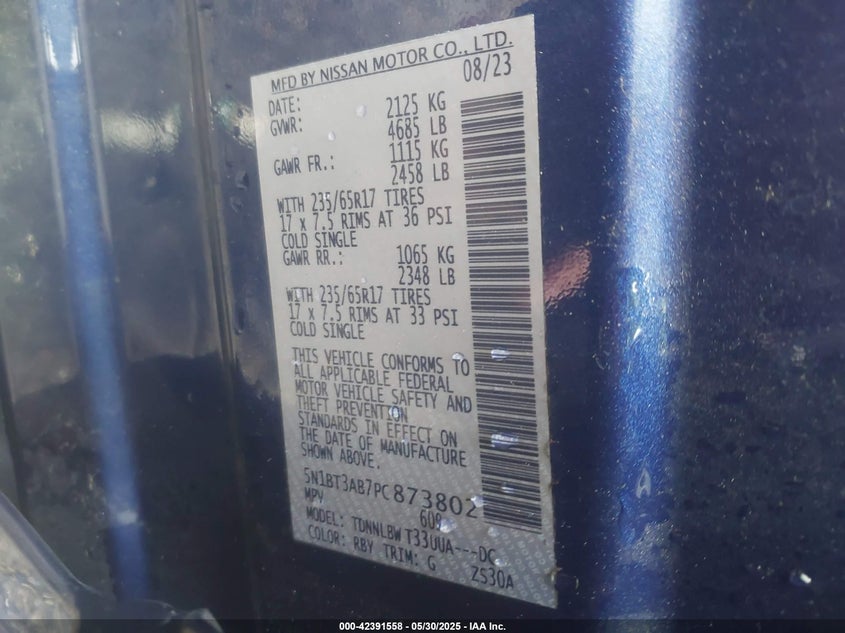 MFD BY NISSAN MOTOR CO., LTD.
DATE: 08/23
GVWR: 2125 KG
4685 LB
GAWR FR.: 1115 KG
2458 LB
WITH 235/65R17 TIRES
17 x 7.5 RIMS AT 36 PSI
COLD SINGLE
GAWR RR.: 1065 KG
2348 LB
WITH 235/65R17 TIRES
17 x 7.5 RIMS AT 33 PSI
COLD SINGLE
THIS VEHICLE CONFORMS TO
ALL APPLICABLE FEDERAL
MOTOR VEHICLE SAFETY AND
THEFT PREVENTION
STANDARDS IN EFFECT ON
THE DATE OF MANUFACTURE
SHOWN ABOVE.
5N1BT3AB7PC873802
MPV 609
MODEL: TDNNLBW T33UUA---DC
COLOR: RBY TRIM: G 2S30A
000-42391558 - 05/30/2025 - IAA Inc.